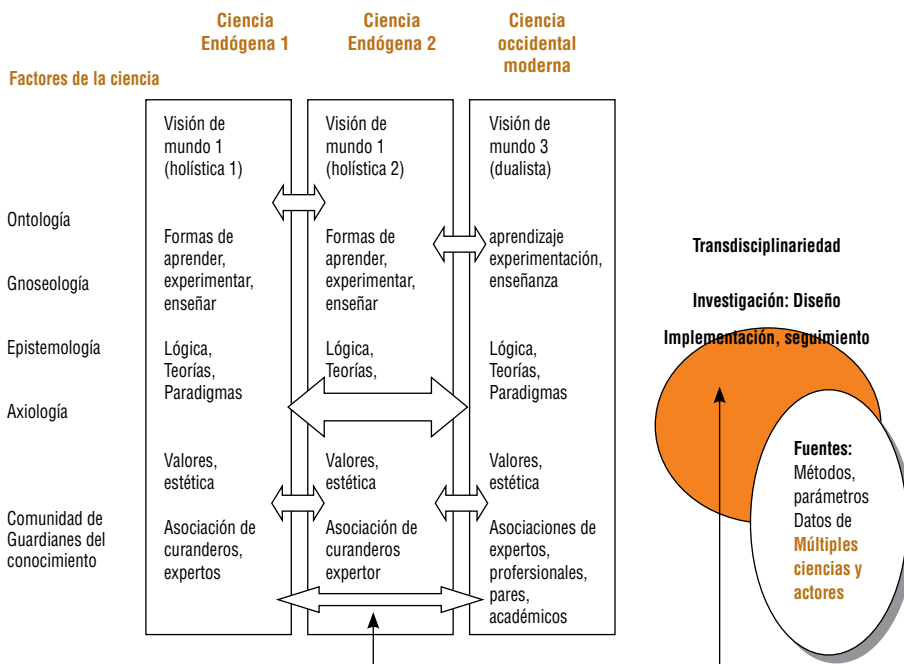 Ciencia
Endógena 1
Ciencia
Endógena 2
Ciencia
occidental
moderna
Factores de la ciencia
Visión de
mundo 1
(holística 1)
Visión de
mundo 1
(holística 2)
Visión de
mundo 3
(dualista)
Ontología
Formas de
aprender,
experimentar,
enseñar
Formas de
aprender,
experimentar,
enseñar
aprendizaje
experimentación,
enseñanza
Gnoseología
Epistemología
Lógica,
Teorías,
Paradigmas
Lógica,
Teorías,
Lógica,
Teorías,
Paradigmas
Axiología
Valores,
estética
Valores,
estética
Valores,
estética
Comunidad de
Guardianes del
conocimiento
Asociación de
curanderos,
expertos
Asociación de
curanderos
expertor
Asociaciones de
expertos,
profersionales,
pares,
académicos
Transdisciplinariedad
Investigación: Diseño
Implementación, seguimiento
Fuentes:
Métodos,
parámetros
Datos de
Múltiples
ciencias y
actores